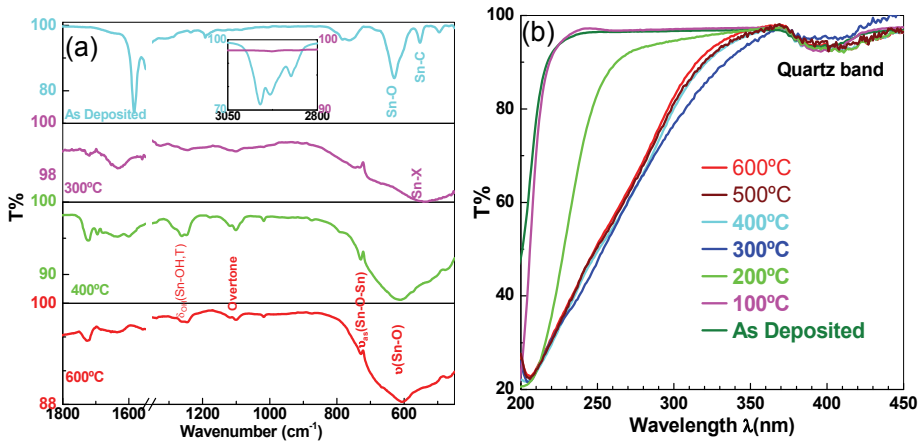 (a)
T%
100
80
100
98
100
90
100
88
As Deposited
300ºC
400ºC
600ºC
100
70
100
90
3050
2800
Sn-O
Sn-C
Sn-X
δOH(Sn-OH,T)
Overtone
υas(Sn-O-Sn)
υ(Sn-O)
1800
1600
1200
1000
800
600
Wavenumber (cm-1)
(b)
T%
100
80
60
40
20
Quartz band
600ºC
500ºC
400ºC
300ºC
200ºC
100ºC
As Deposited
200
250
300
350
400
450
Wavelength λ(nm)